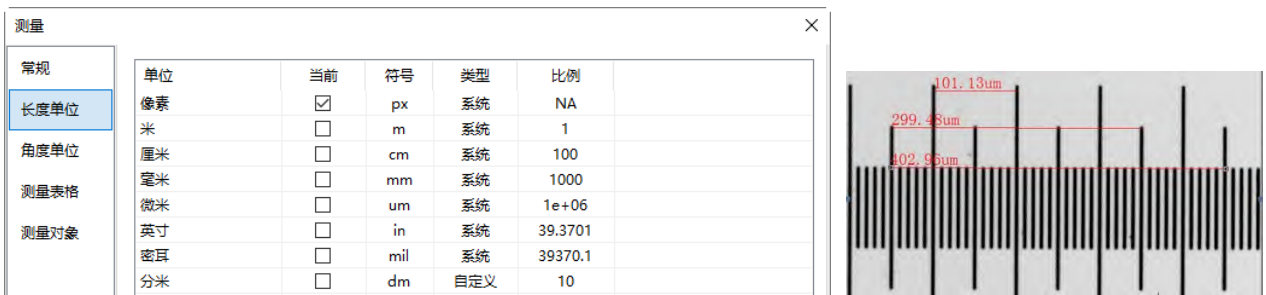 测量
常规
长度单位
角度单位
测量表格
测量对象
单位 当前 符号 类型 比例
像素 px 系统 NA
米 m 系统 1
厘米 cm 系统 100
毫米 mm 系统 1000
微米 um 系统 1e+06
英寸 in 系统 39.3701
密耳 mil 系统 39370.1
分米 dm 自定义 10
101.13um
299.48um
402.96um